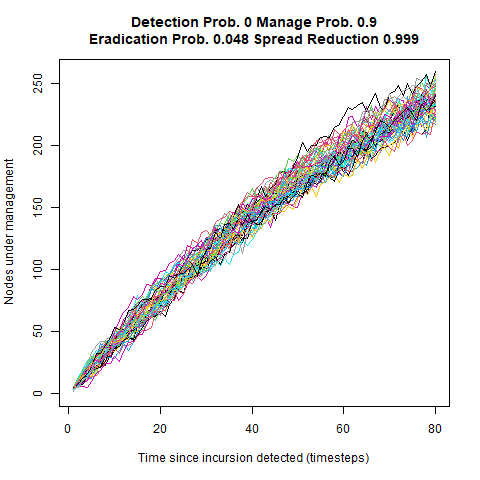 Detection Prob. 0 Manage Prob. 0.9
Eradication Prob. 0.048 Spread Reduction 0.999
Nodes under management
250
200
150
100
50
0
0 20 40 60 80
Time since incursion detected (timesteps)